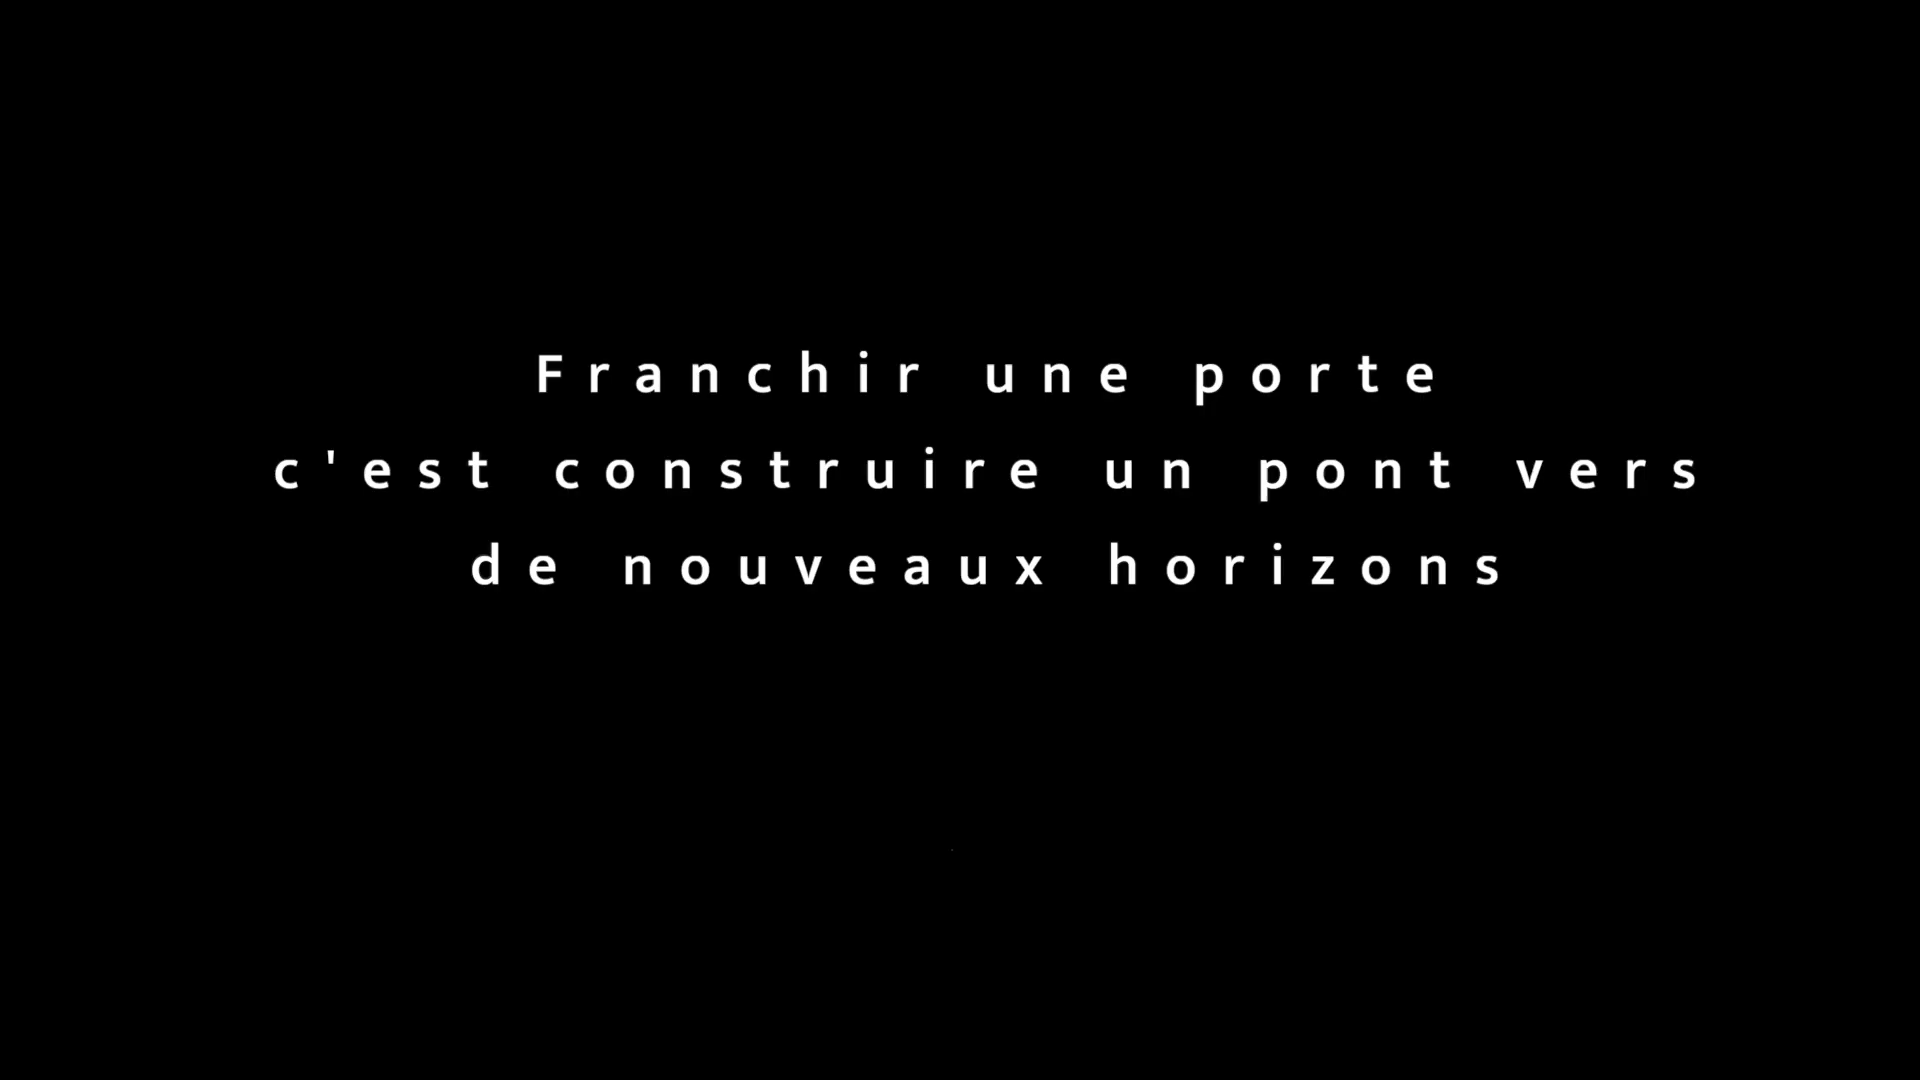 Franchir une porte
c'est construire un pont vers
de nouveaux horizons